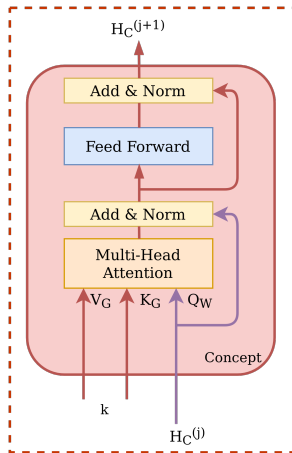 H_C^(j+1)
Add & Norm
Feed Forward
Add & Norm
Multi-Head
Attention
V_G K_G Q_W
Concept
k
H_C^(j)